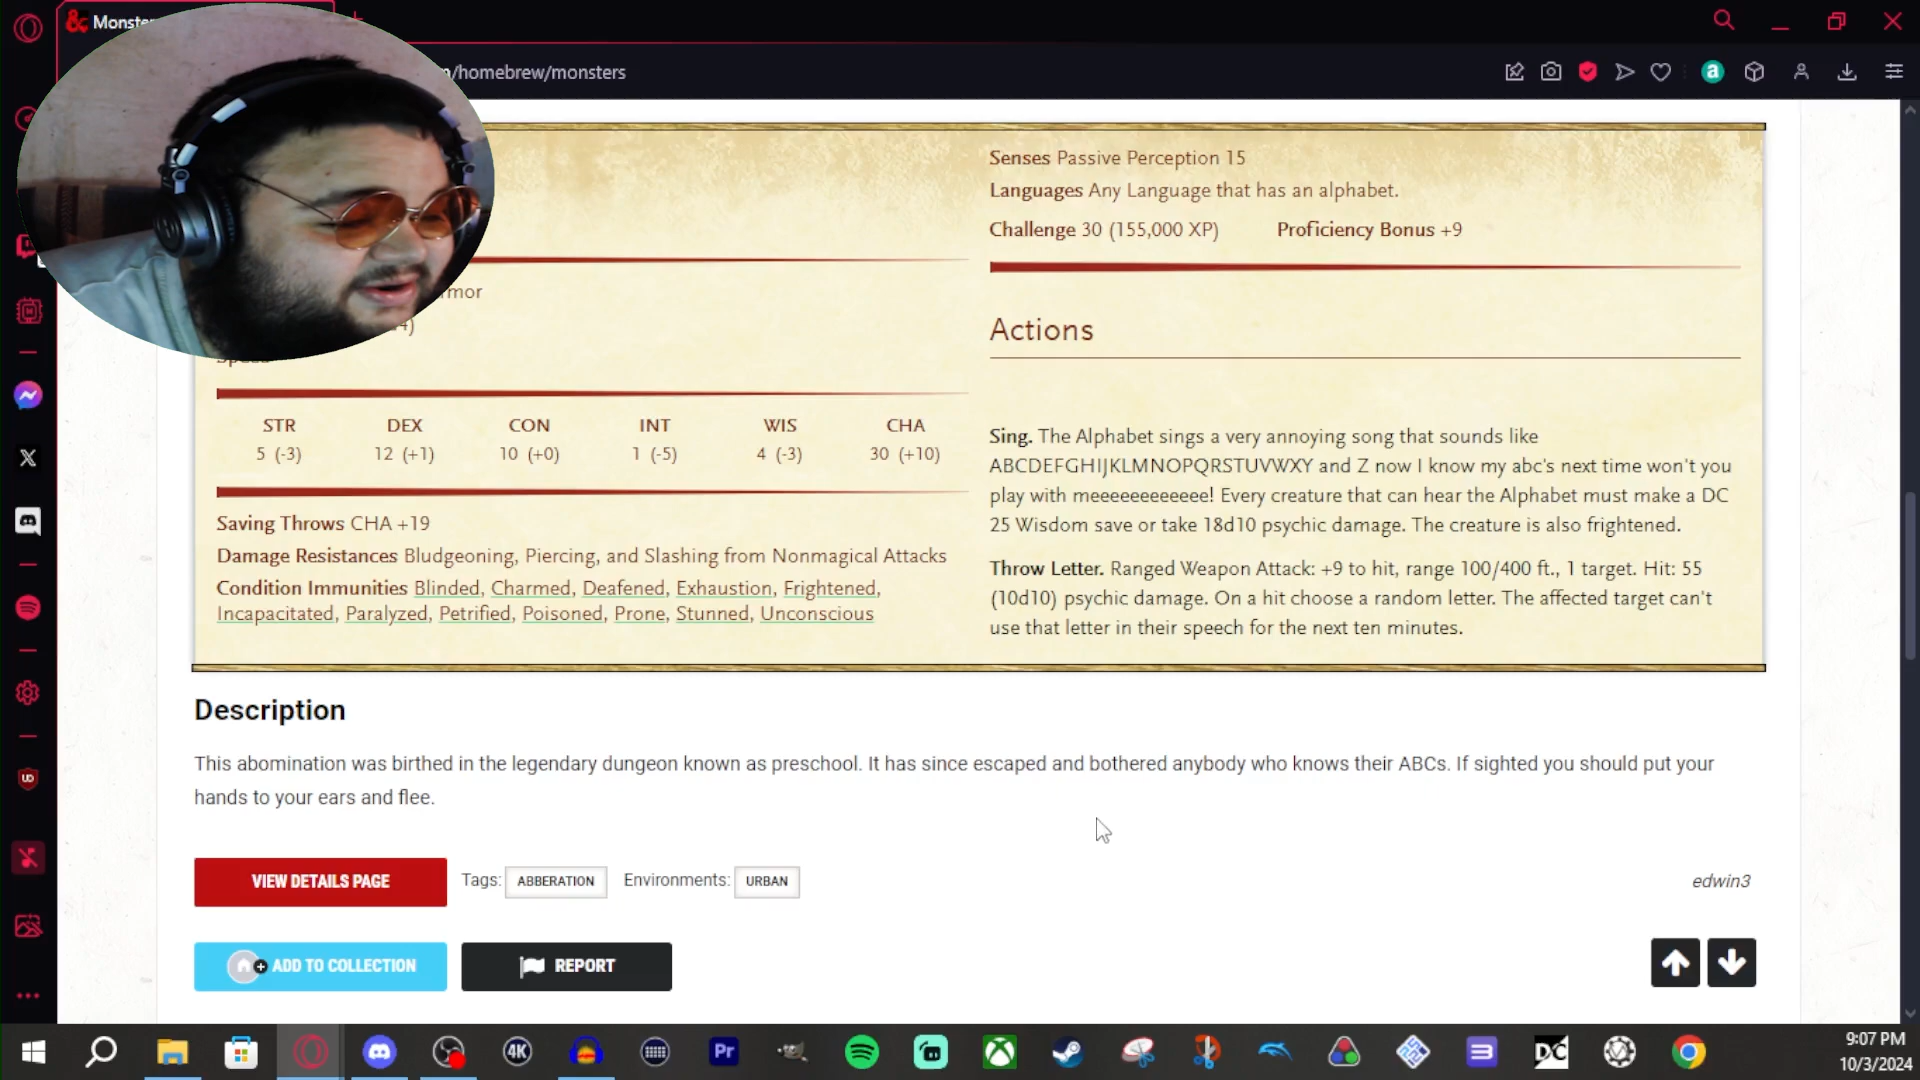 Monste
/homebrew/monsters
Senses Passive Perception 15
Languages Any Language that has an alphabet.
Challenge 30 (155,000 XP) Proficiency Bonus +9
rmor
Actions
STR DEX CON INT WIS CHA
5 (-3) 12 (+1) 10 (+0) 1 (-5) 4 (-3) 30 (+10)
Sing. The Alphabet sings a very annoying song that sounds like
ABCDEFGHIJKLMNOPQRSTUVWXY and Z now I know my abc's next time won't you
play with meeeeeeeeeeee! Every creature that can hear the Alphabet must make a DC
25 Wisdom save or take 18d10 psychic damage. The creature is also frightened.
Saving Throws CHA +19
Damage Resistances Bludgeoning, Piercing, and Slashing from Nonmagical Attacks
Condition Immunities Blinded, Charmed, Deafened, Exhaustion, Frightened,
Incapacitated, Paralyzed, Petrified, Poisoned, Prone, Stunned, Unconscious
Throw Letter. Ranged Weapon Attack: +9 to hit, range 100/400 ft., 1 target. Hit: 55
(10d10) psychic damage. On a hit choose a random letter. The affected target can't
use that letter in their speech for the next ten minutes.
Description
This abomination was birthed in the legendary dungeon known as preschool. It has since escaped and bothered anybody who knows their ABCs. If sighted you should put your
hands to your ears and flee.
VIEW DETAILS PAGE Tags: ABBERATION Environments: URBAN edwin3
ADD TO COLLECTION REPORT
4K Pr DC
9:07 PM
10/3/2024